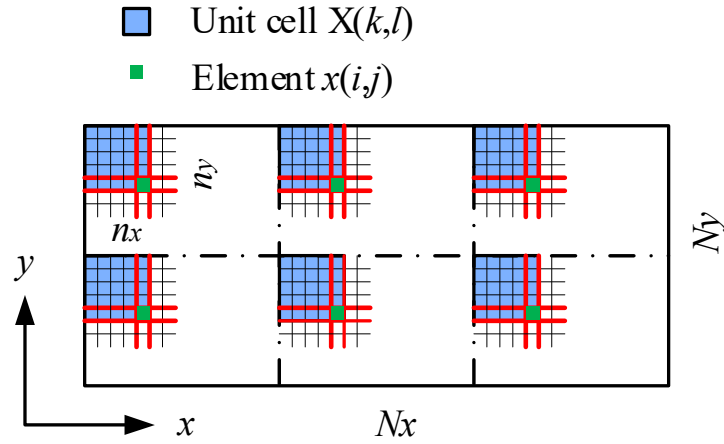 Unit cell X(k,l)
Element x(i,j)
ny
nx
Ny
y
x
Nx